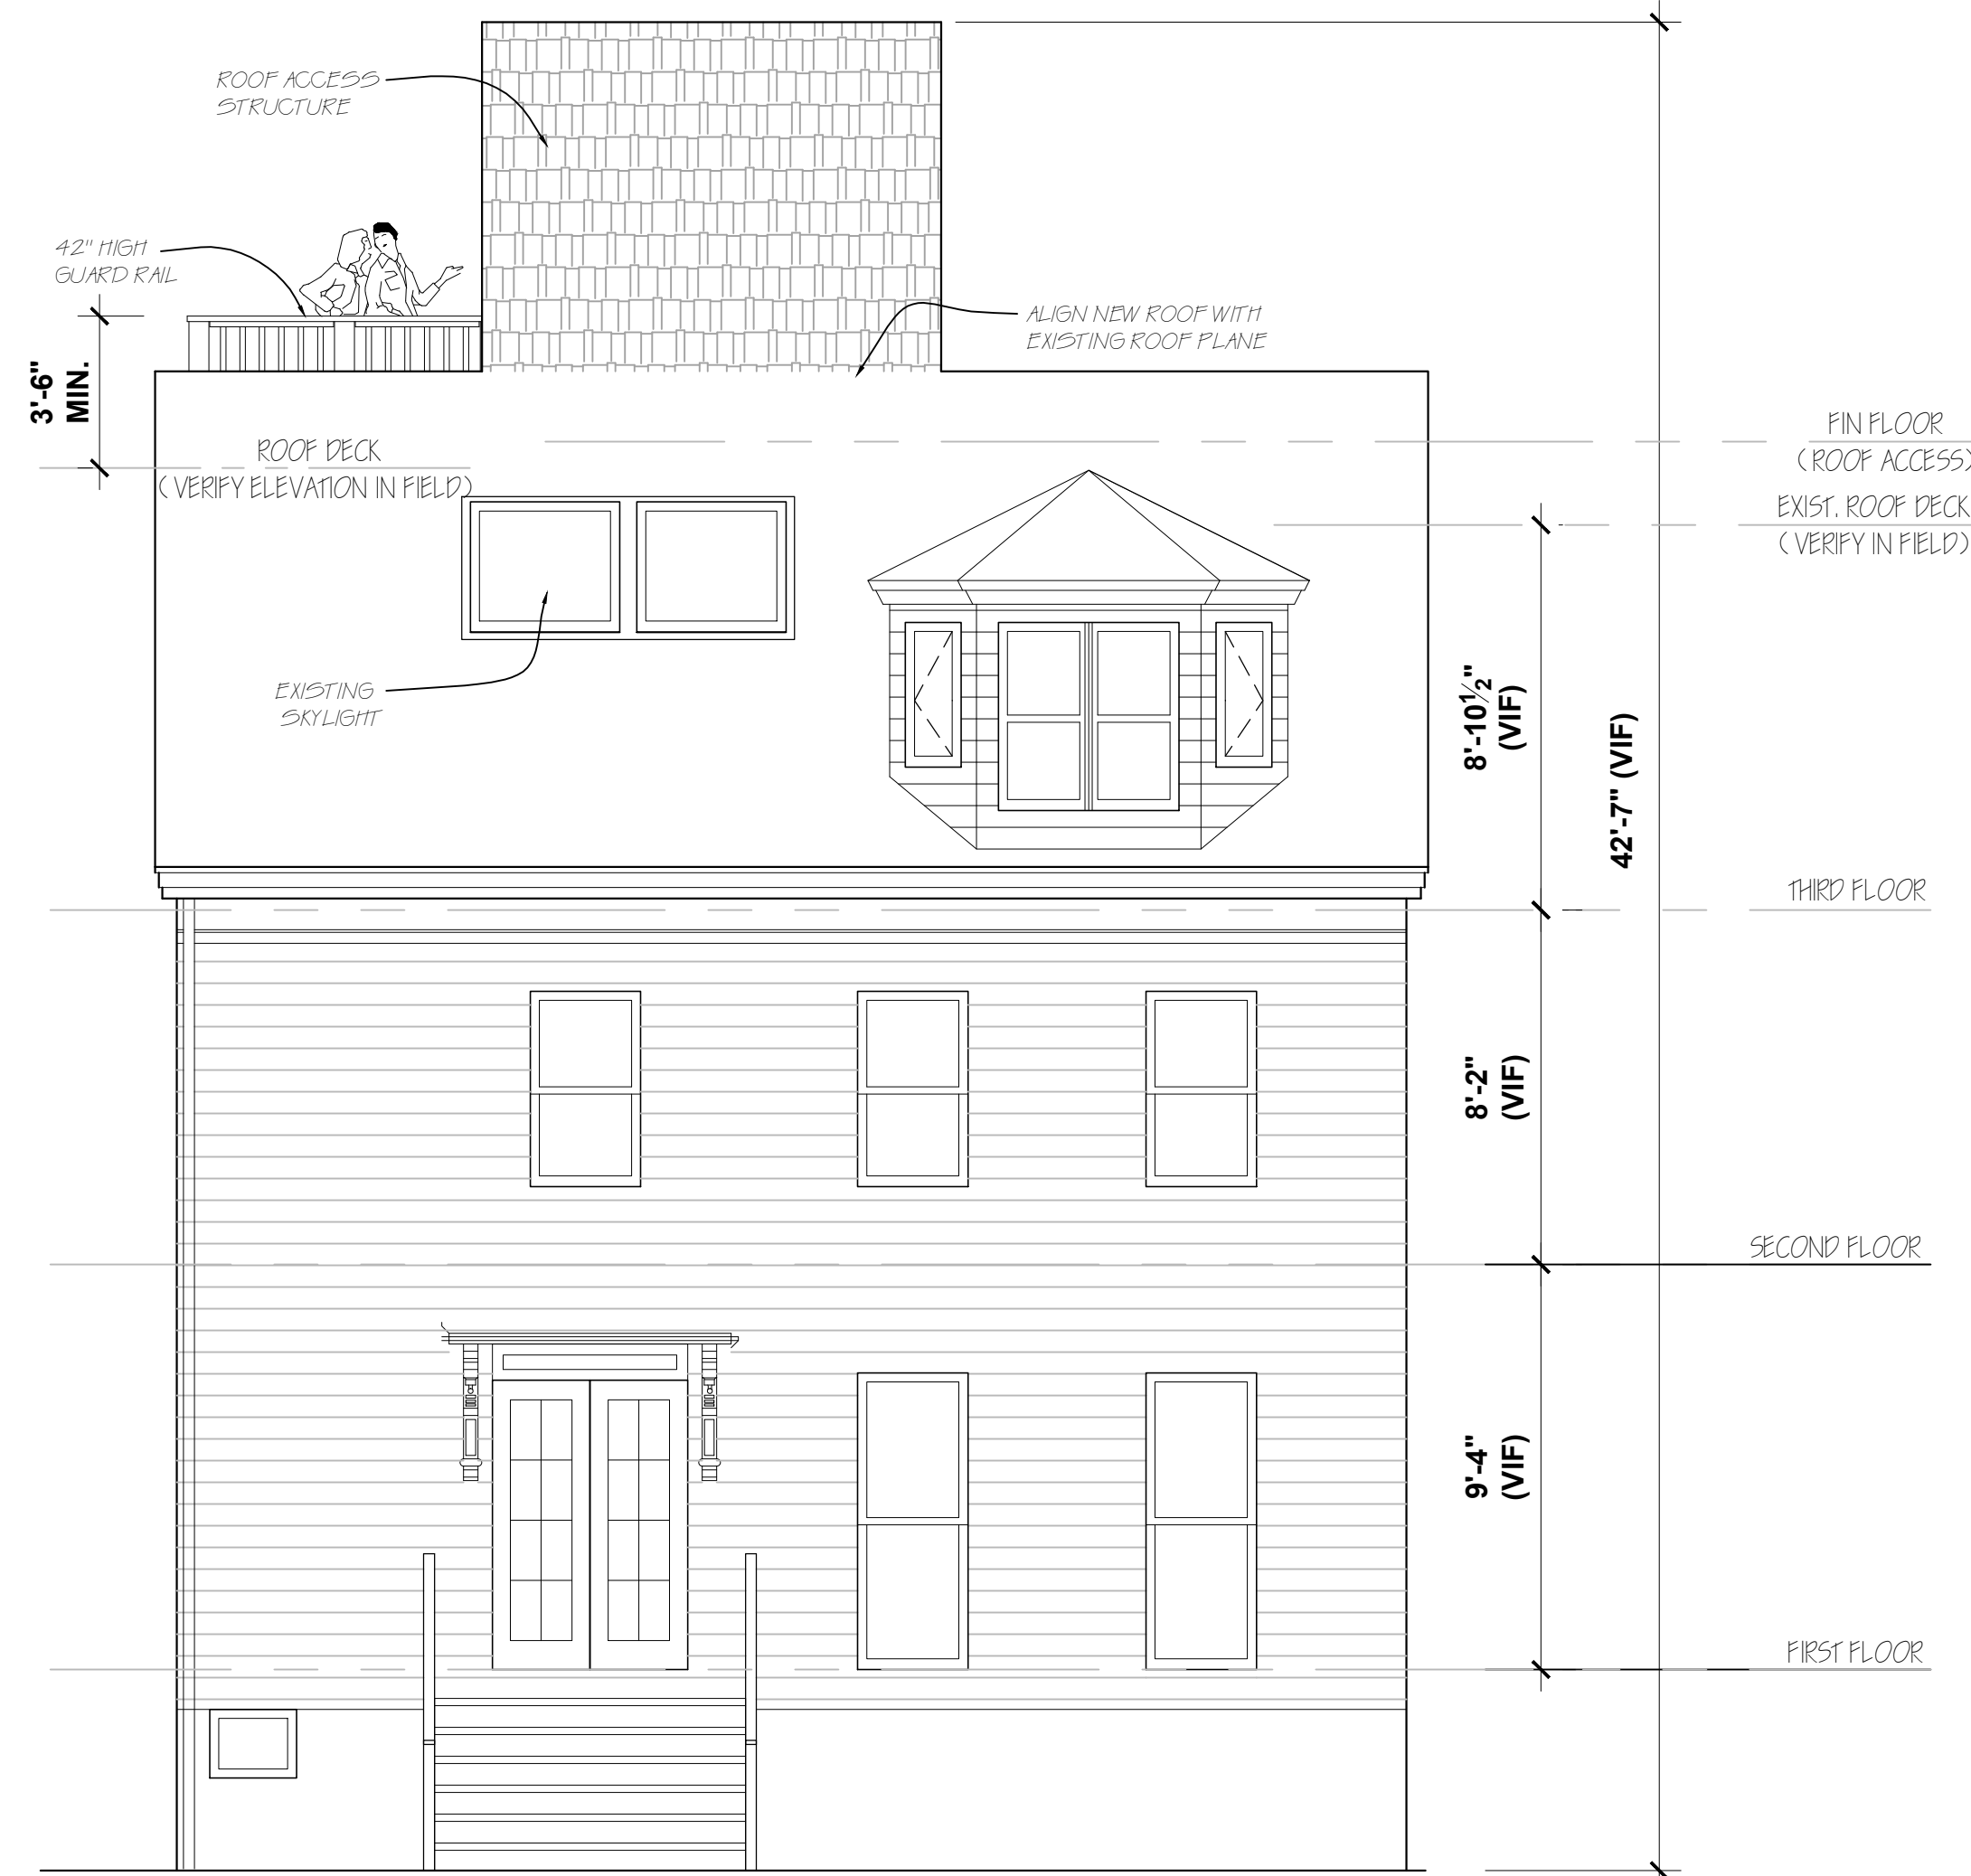 ROOF ACCESS
STRUCTURE
42" HIGH
GUARD RAIL
ALIGN NEW ROOF WITH
EXISTING ROOF PLANE
3'-6"
MIN.
ROOF DECK
(VERIFY ELEVATION IN FIELD)
FIN FLOOR
(ROOF ACCESS)
EXIST. ROOF DECK
(VERIFY IN FIELD)
EXISTING
SKYLIGHT
8'-10½"
(VIF)
42'-7" (VIF)
THIRD FLOOR
8'-2"
(VIF)
SECOND FLOOR
9'-4"
(VIF)
FIRST FLOOR